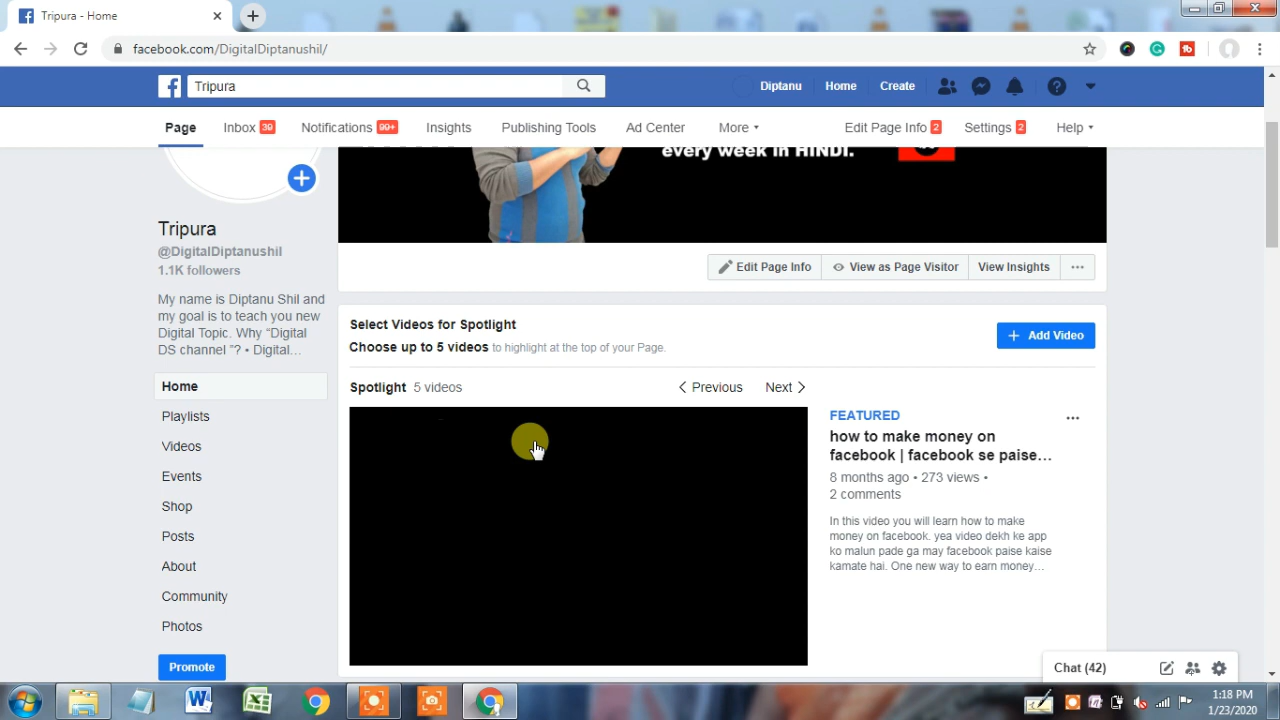 Tripura - Home
facebook.com/DigitalDiptanushil/
Tripura
Diptanu Home Create
Page Inbox 39 Notifications 99+ Insights Publishing Tools Ad Center More Edit Page Info 2 Settings 2 Help
every week in HINDI.
Tripura
@DigitalDiptanushil
1.1K followers
My name is Diptanu Shil and
my goal is to teach you new
Digital Topic. Why “Digital
DS channel ”? • Digital...
Home
Playlists
Videos
Events
Shop
Posts
About
Community
Photos
Promote
Edit Page Info View as Page Visitor View Insights
Select Videos for Spotlight
Choose up to 5 videos to highlight at the top of your Page.
+ Add Video
Spotlight 5 videos
Previous Next
FEATURED
how to make money on
facebook | facebook se paise...
8 months ago • 273 views •
2 comments
In this video you will learn how to make
money on facebook. yea video dekh ke app
ko malun pade ga may facebook paise kaise
kamate hai. One new way to earn money...
Chat (42)
1:18 PM
1/23/2020